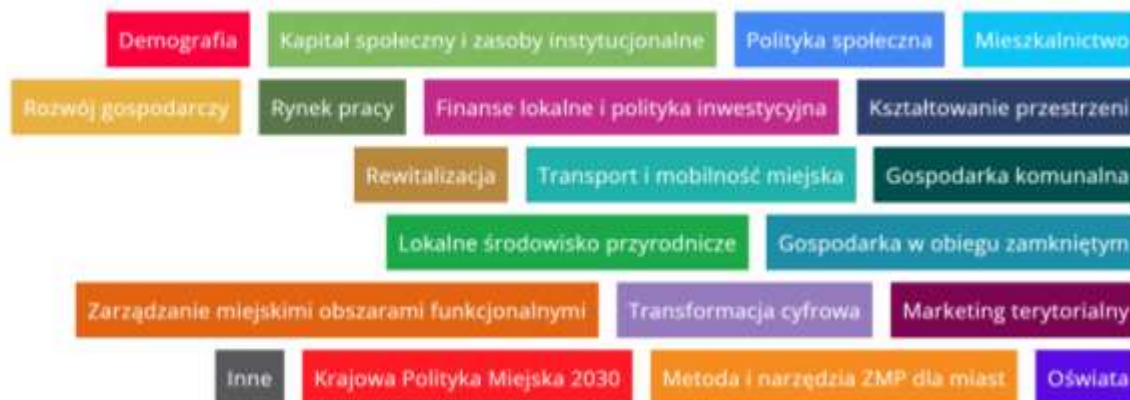 Demografia Kapitał społeczny i zasoby instytucjonalne Polityka społeczna Mieszkalnictwo
Rozwój gospodarczy Rynek pracy Finanse lokalne i polityka inwestycyjna Kształtowanie przestrzeni
Rewitalizacja Transport i mobilność miejska Gospodarka komunalna
Lokalne środowisko przyrodnicze Gospodarka w obiegu zamkniętym
Zarządzanie miejskimi obszarami funkcjonalnymi Transformacja cyfrowa Marketing terytorialny
Inne Krajowa Polityka Miejska 2030 Metoda i narzędzia ZMP dla miast Oświata